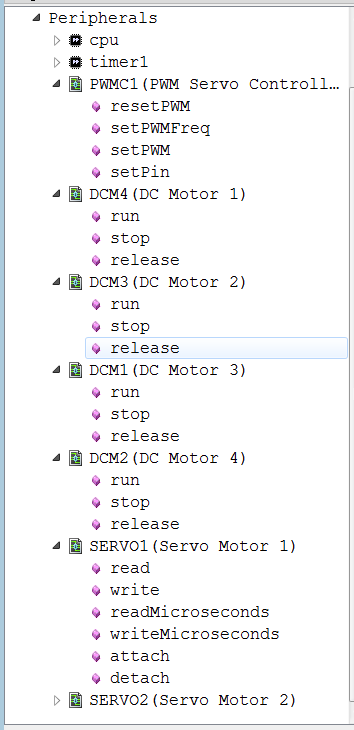 Peripherals
cpu
timer1
PWMC1(PWM Servo Controll...
resetPWM
setPWMFreq
setPWM
setPin
DCM4(DC Motor 1)
run
stop
release
DCM3(DC Motor 2)
run
stop
release
DCM1(DC Motor 3)
run
stop
release
DCM2(DC Motor 4)
run
stop
release
SERVO1(Servo Motor 1)
read
write
readMicroseconds
writeMicroseconds
attach
detach
SERVO2(Servo Motor 2)